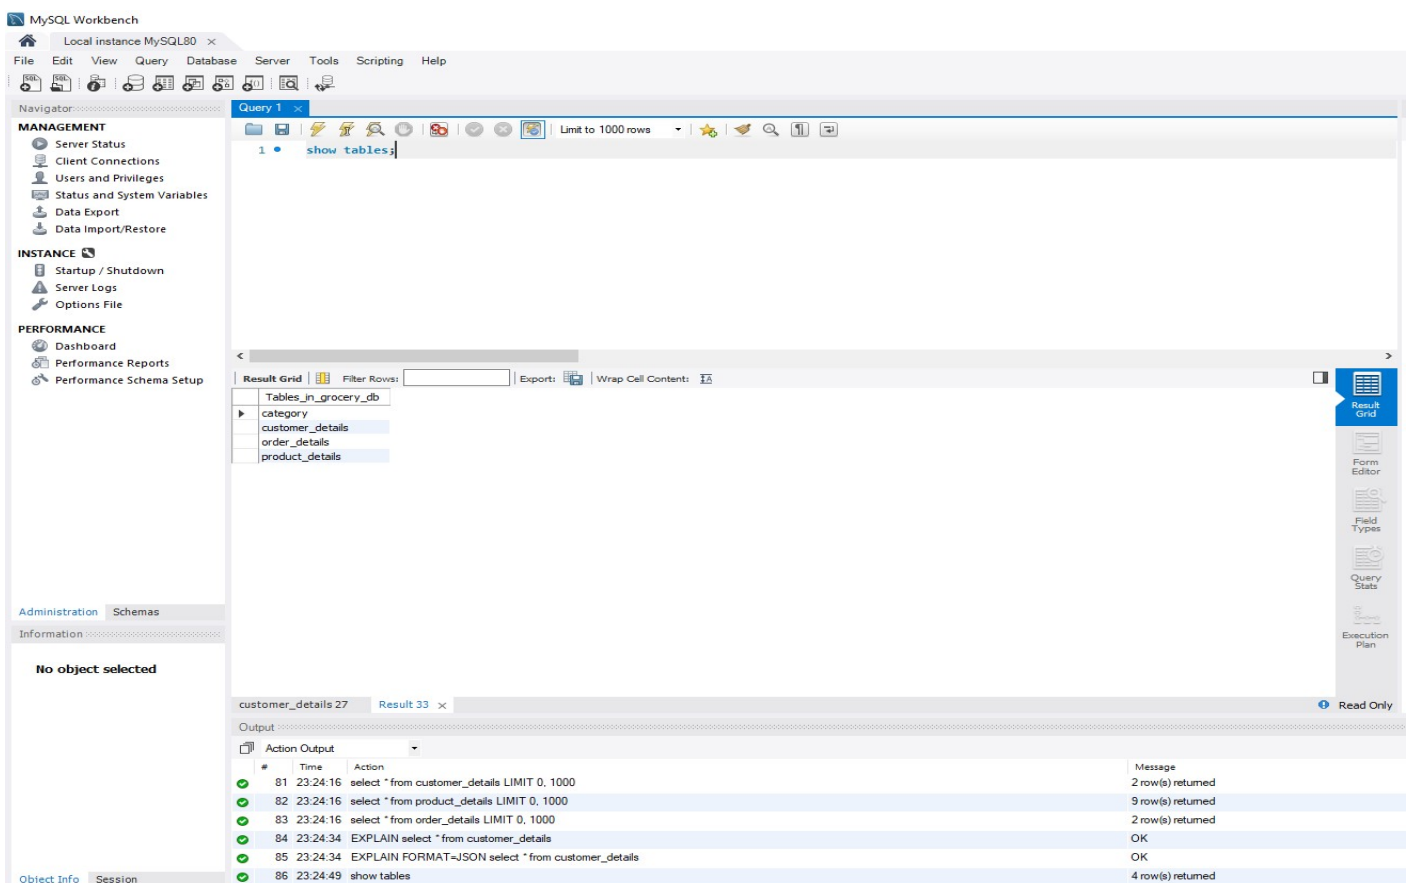 MySQL Workbench
Local instance MySQL80 ×
File Edit View Query Database Server Tools Scripting Help
Navigator
MANAGEMENT
Server Status
Client Connections
Users and Privileges
Status and System Variables
Data Export
Data Import/Restore
INSTANCE
Startup / Shutdown
Server Logs
Options File
PERFORMANCE
Dashboard
Performance Reports
Performance Schema Setup
Administration Schemas
Information
No object selected
Object Info Session
Query 1 ×
Limit to 1000 rows
1 show tables;
Result Grid Filter Rows: Export: Wrap Cell Content:
Tables_in_grocery_db
category
customer_details
order_details
product_details
Result
Grid
Form
Editor
Field
Types
Query
Stats
Execution
Plan
customer_details 27 Result 33 × Read Only
Output
Action Output
# Time Action Message
81 23:24:16 select * from customer_details LIMIT 0, 1000 2 row(s) returned
82 23:24:16 select * from product_details LIMIT 0, 1000 9 row(s) returned
83 23:24:16 select * from order_details LIMIT 0, 1000 2 row(s) returned
84 23:24:34 EXPLAIN select * from customer_details OK
85 23:24:34 EXPLAIN FORMAT=JSON select * from customer_details OK
86 23:24:49 show tables 4 row(s) returned